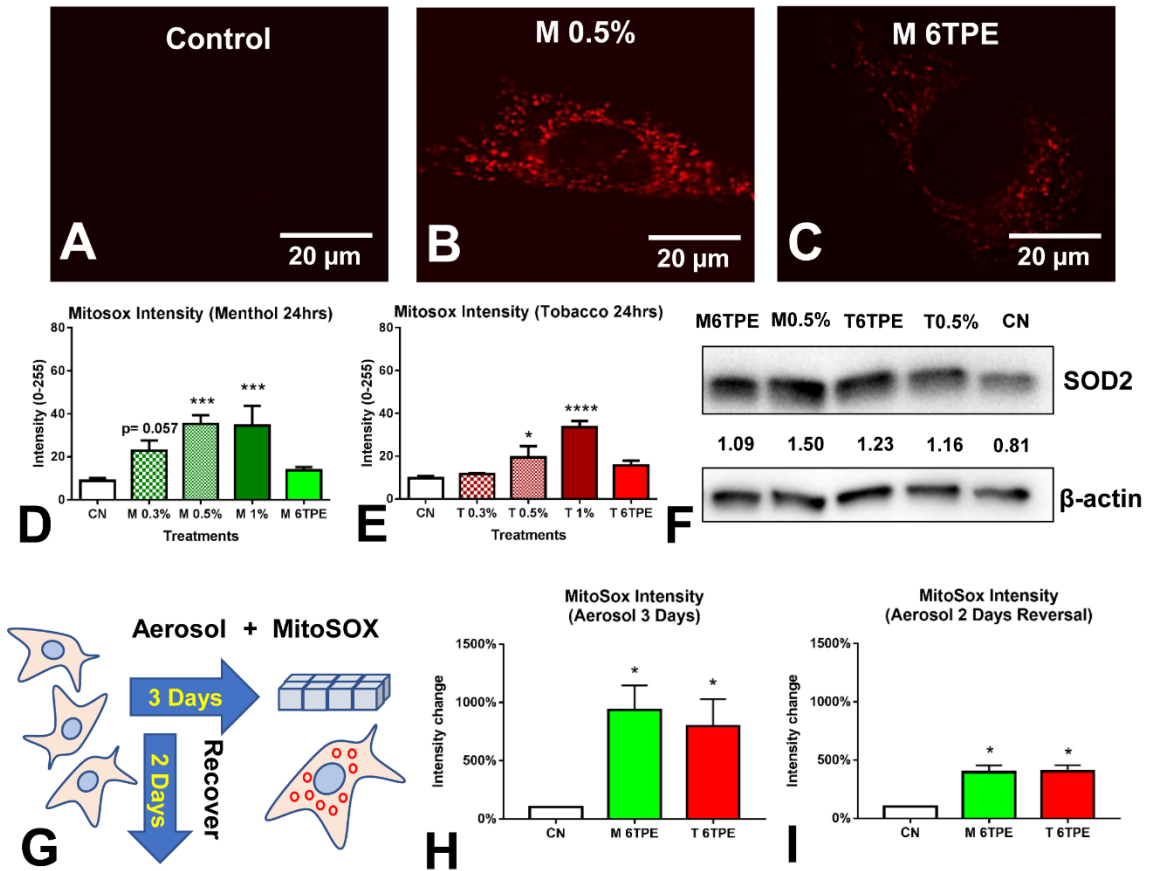 Control
A
20 µm
M 0.5%
B
20 µm
M 6TPE
C
20 µm
Mitosox Intensity (Menthol 24hrs)
Intensity (0-255)
80
60
40
20
0
p= 0.057
***
***
CN M 0.3% M 0.5% M 1% M 6TPE
Treatments
D
Mitosox Intensity (Tobacco 24hrs)
Intensity (0-255)
80
60
40
20
0
*
****
CN T 0.3% T 0.5% T 1% T 6TPE
Treatments
E
M6TPE M0.5% T6TPE T0.5% CN
SOD2
1.09 1.50 1.23 1.16 0.81
β-actin
F
Aerosol + MitoSOX
3 Days
2 Days
Recover
G
MitoSox Intensity
(Aerosol 3 Days)
Intensity change
1500%
1000%
500%
0%
*
*
CN M 6TPE T 6TPE
H
MitoSox Intensity
(Aerosol 2 Days Reversal)
Intensity change
1500%
1000%
500%
0%
*
*
CN M 6TPE T 6TPE
I